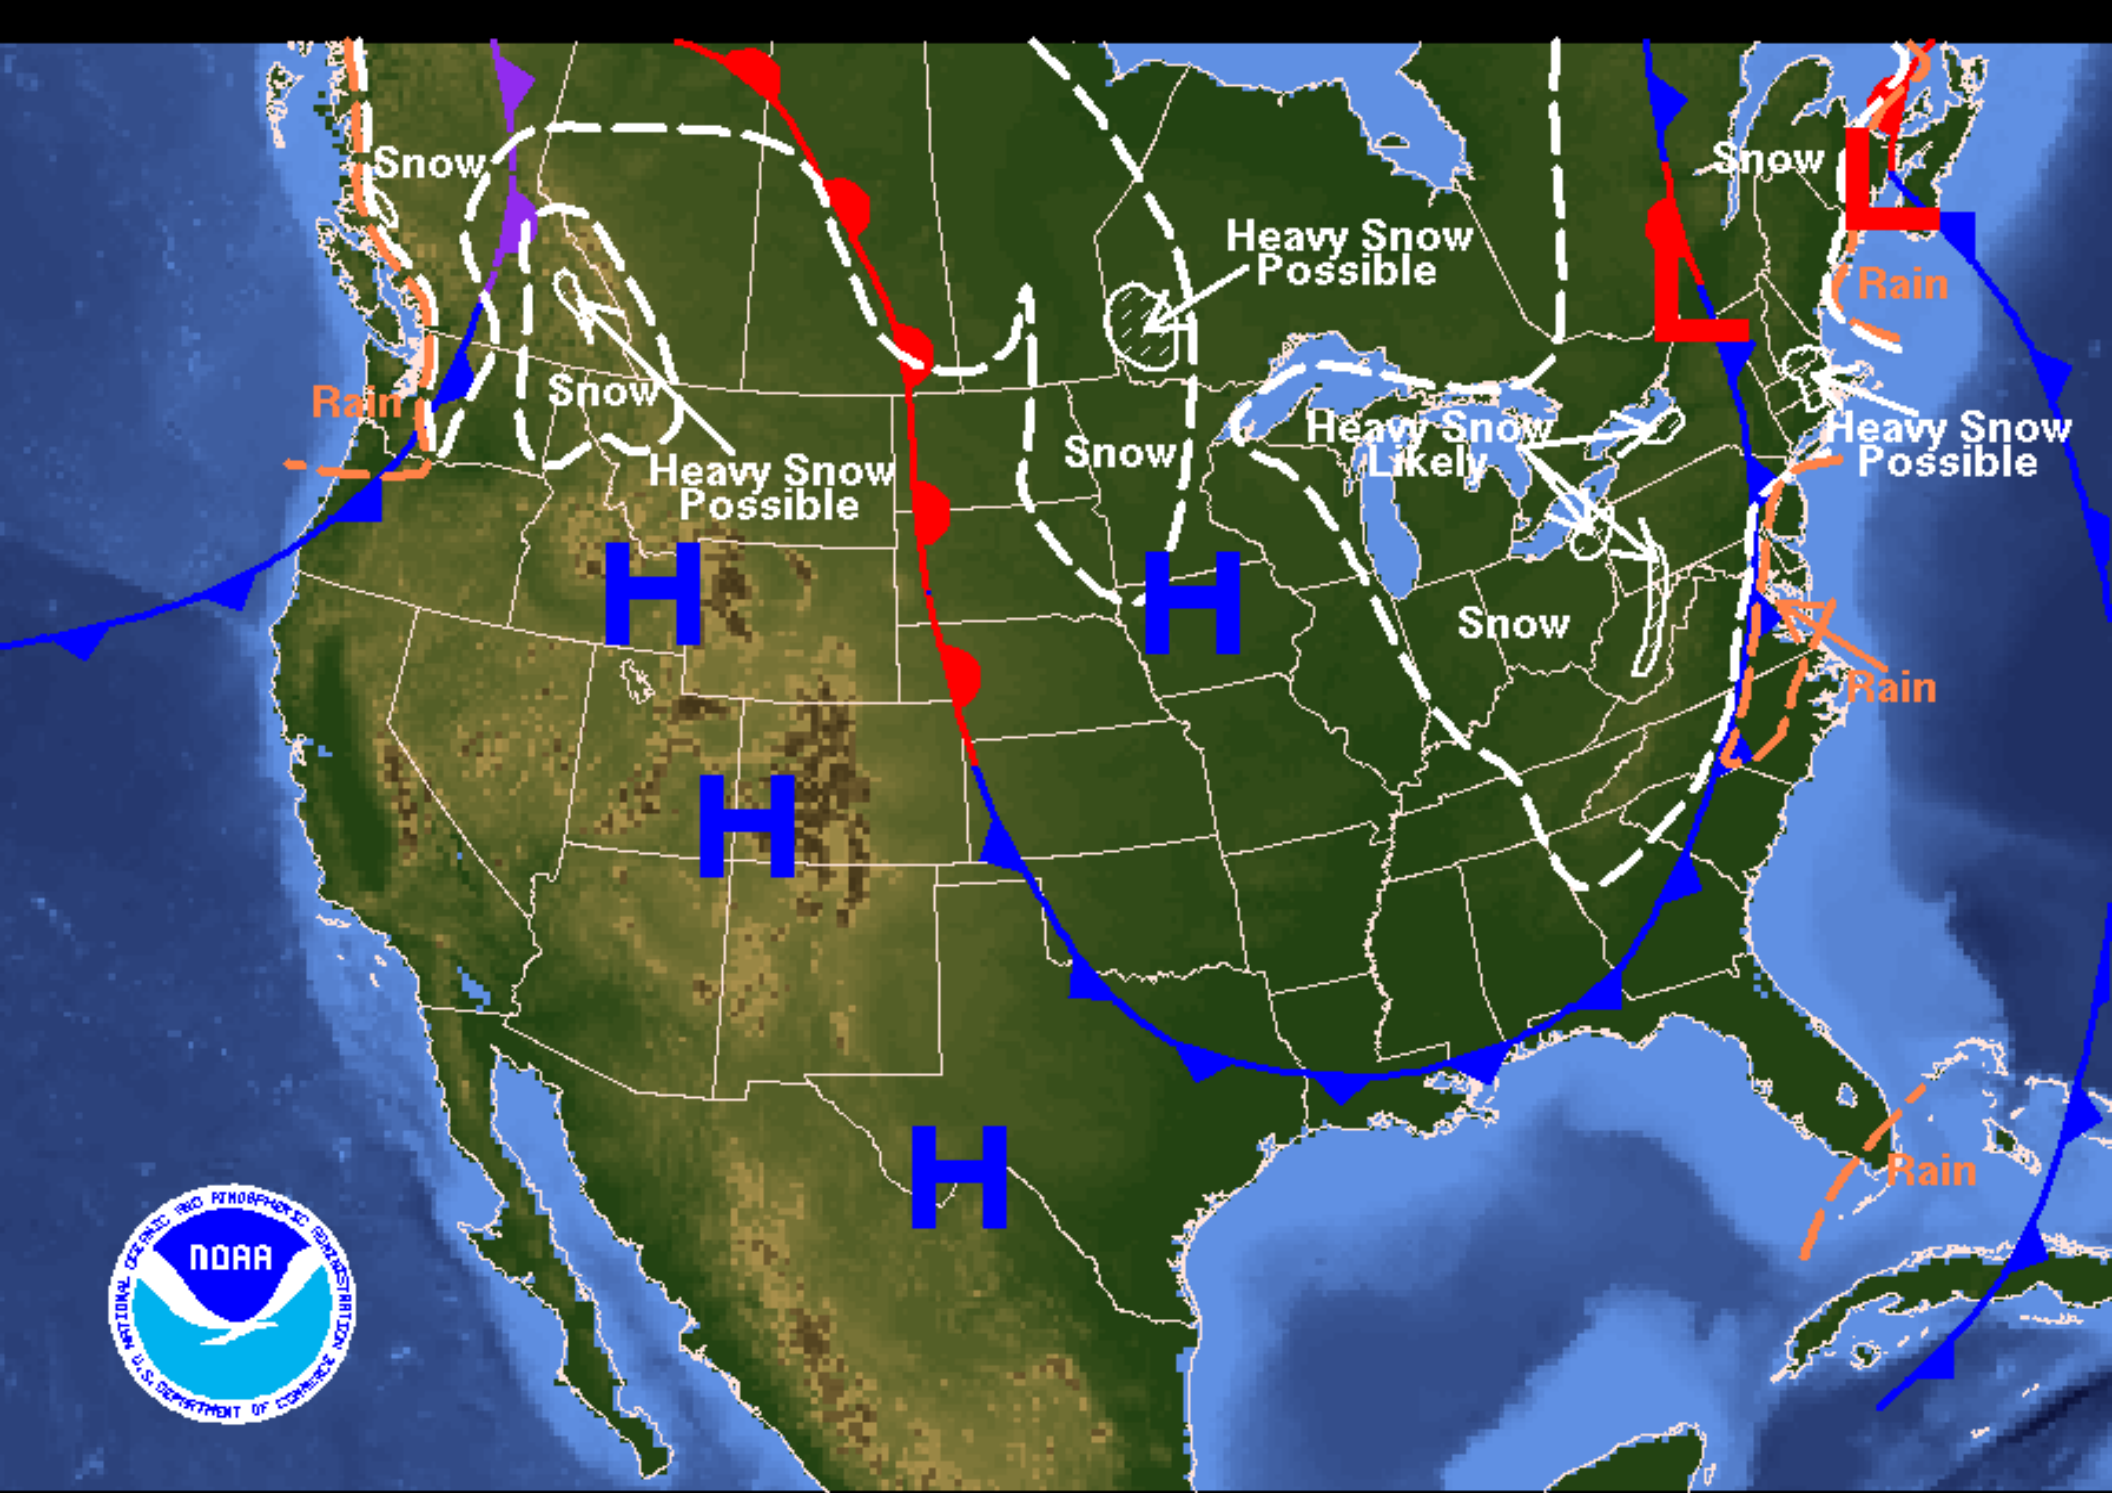 Snow
Snow
Heavy Snow
Possible
L
Rain
L
Rain
Snow
Heavy Snow
Possible
Snow
Heavy Snow
Likely
Heavy Snow
Possible
H
H
Snow
Rain
H
H
Rain
NATIONAL OCEANIC AND ATMOSPHERIC ADMINISTRATION
NOAA
U.S. DEPARTMENT OF COMMERCE